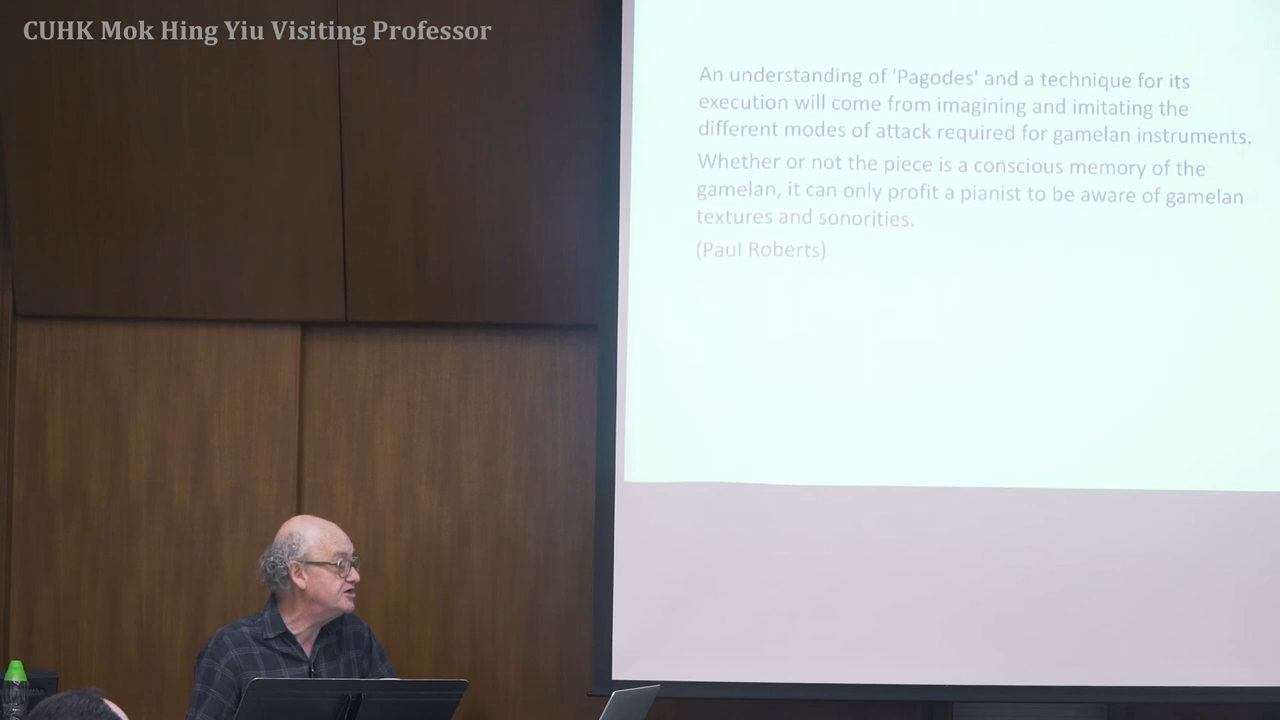 CUHK Mok Hing Yiu Visiting Professor
An understanding of 'Pagodes' and a technique for its
execution will come from imagining and imitating the
different modes of attack required for gamelan instruments.
Whether or not the piece is a conscious memory of the
gamelan, it can only profit a pianist to be aware of gamelan
textures and sonorities.
(Paul Roberts)